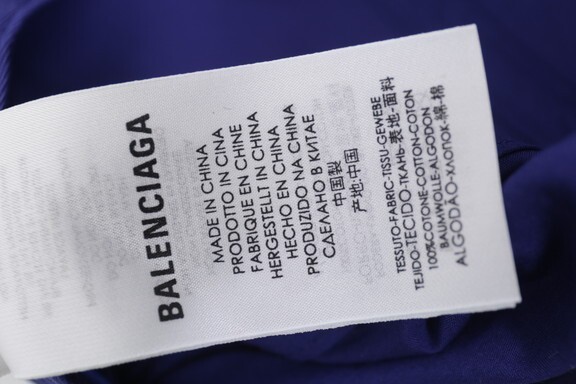 BALENCIAGA
MADE IN CHINA
PRODOTTO IN CINA
FABRIQUE EN CHINE
HERGESTELLT IN CHINA
HECHO EN CHINA
PRODUZIDO NA CHINA
СДЕЛАНО В КИТАЕ
中国製
产地:中国
TESSUTO-FABRIC-TISSU-GEWEBE
TEJIDO-TECIDO-ТКАНЬ-表地-面料
100%COTONE-COTTON-COTON
BAUMWOLLE-ALGODON
ALGODÃO-ХЛОПОК-綿-棉